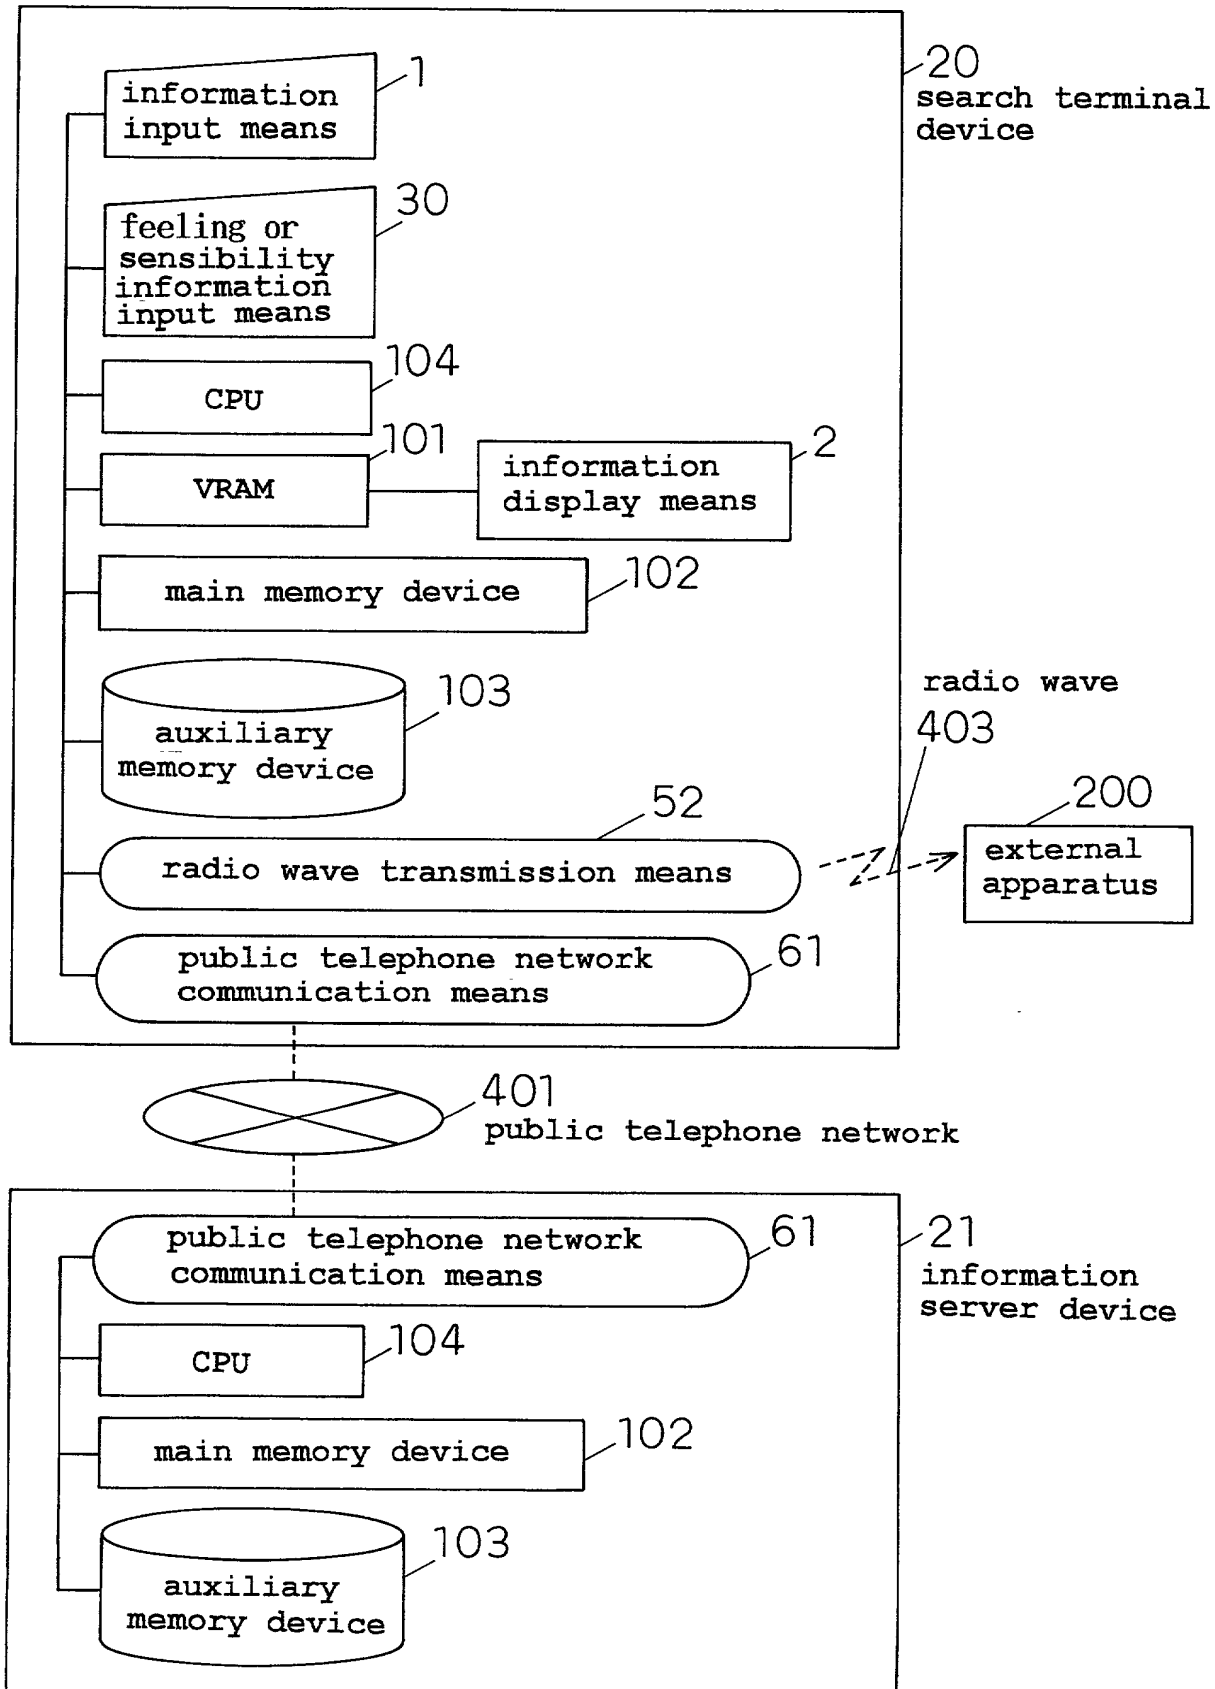 1
information
input means
20
search terminal
device
30
feeling or
sensibility
information
input means
104
CPU
101
VRAM
2
information
display means
102
main memory device
103
auxiliary
memory device
radio wave
403
52
radio wave transmission means
200
external
apparatus
61
public telephone network
communication means
401
public telephone network
61
public telephone network
communication means
21
information
server device
104
CPU
102
main memory device
103
auxiliary
memory device